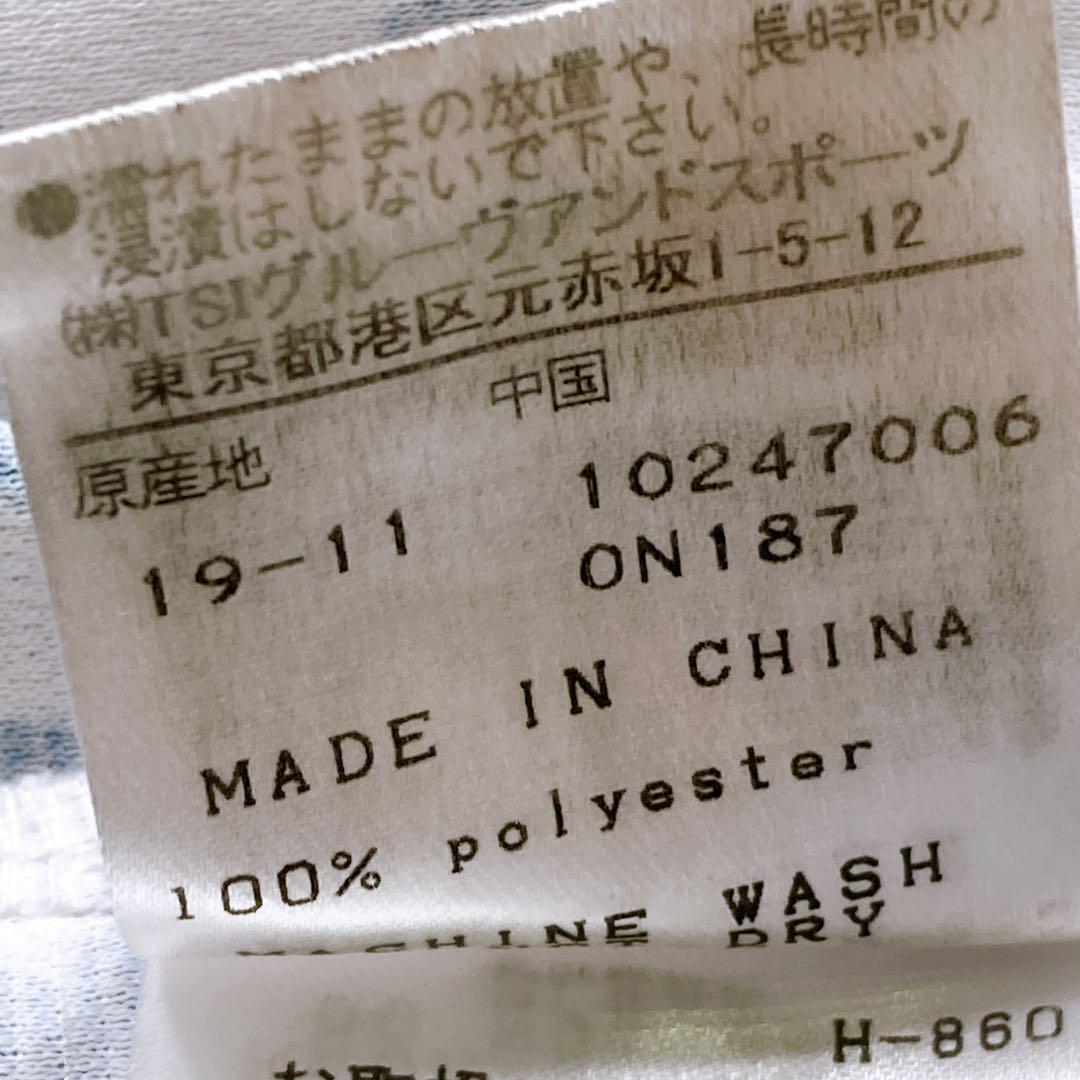 ●濡れたままの放置や、長時間の
浸漬はしないで下さい。
㈱TSIグルーヴアンドスポーツ
東京都港区元赤坂1-5-12
原産地 中国
19-11 10247006
ON187
MADE IN CHINA
100% polyester
MACHINE WASH
DRY
H-860